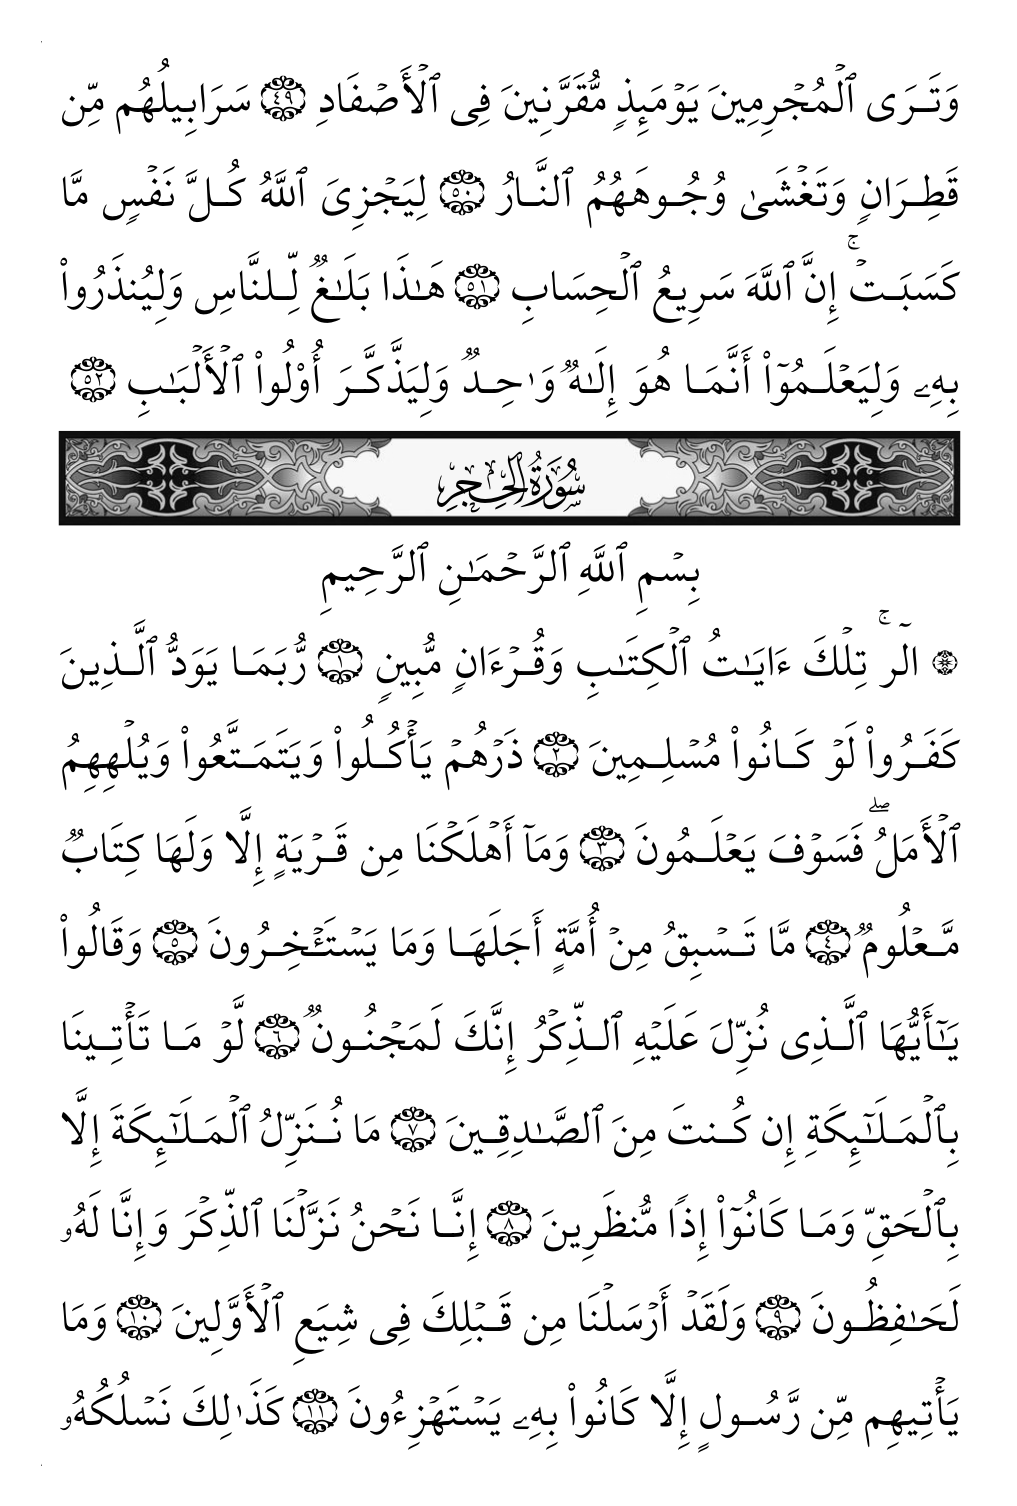 وَتَرَى ٱلْمُجْرِمِينَ يَوْمَئِذٍ مُّقَرَّنِينَ فِى ٱلْأَصْفَادِ ٤٩ سَرَابِيلُهُم مِّن
قَطِرَانٍ وَتَغْشَىٰ وُجُوهَهُمُ ٱلنَّارُ ٥٠ لِيَجْزِىَ ٱللَّهُ كُلَّ نَفْسٍ مَّا
كَسَبَتْ ۚ إِنَّ ٱللَّهَ سَرِيعُ ٱلْحِسَابِ ٥١ هَـٰذَا بَلَـٰغٌ لِّلنَّاسِ وَلِيُنذَرُوا۟
بِهِۦ وَلِيَعْلَمُوٓا۟ أَنَّمَا هُوَ إِلَـٰهٌ وَٰحِدٌ وَلِيَذَّكَّرَ أُو۟لُوا۟ ٱلْأَلْبَـٰبِ ٥٢
سُورَةُ الحِجْرِ
بِسْمِ ٱللَّهِ ٱلرَّحْمَـٰنِ ٱلرَّحِيمِ
۞ الٓر ۚ تِلْكَ ءَايَـٰتُ ٱلْكِتَـٰبِ وَقُرْءَانٍ مُّبِينٍ ١ رُّبَمَا يَوَدُّ ٱلَّذِينَ
كَفَرُوا۟ لَوْ كَانُوا۟ مُسْلِمِينَ ٢ ذَرْهُمْ يَأْكُلُوا۟ وَيَتَمَتَّعُوا۟ وَيُلْهِهِمُ
ٱلْأَمَلُ ۖ فَسَوْفَ يَعْلَمُونَ ٣ وَمَآ أَهْلَكْنَا مِن قَرْيَةٍ إِلَّا وَلَهَا كِتَابٌ
مَّعْلُومٌ ٤ مَّا تَسْبِقُ مِنْ أُمَّةٍ أَجَلَهَا وَمَا يَسْتَـْٔخِرُونَ ٥ وَقَالُوا۟
يَـٰٓأَيُّهَا ٱلَّذِى نُزِّلَ عَلَيْهِ ٱلذِّكْرُ إِنَّكَ لَمَجْنُونٌ ٦ لَّوْ مَا تَأْتِينَا
بِٱلْمَلَـٰٓئِكَةِ إِن كُنتَ مِنَ ٱلصَّـٰدِقِينَ ٧ مَا نُنَزِّلُ ٱلْمَلَـٰٓئِكَةَ إِلَّا
بِٱلْحَقِّ وَمَا كَانُوٓا۟ إِذًا مُّنظَرِينَ ٨ إِنَّا نَحْنُ نَزَّلْنَا ٱلذِّكْرَ وَإِنَّا لَهُۥ
لَحَـٰفِظُونَ ٩ وَلَقَدْ أَرْسَلْنَا مِن قَبْلِكَ فِى شِيَعِ ٱلْأَوَّلِينَ ١٠ وَمَا
يَأْتِيهِم مِّن رَّسُولٍ إِلَّا كَانُوا۟ بِهِۦ يَسْتَهْزِءُونَ ١١ كَذَٰلِكَ نَسْلُكُهُۥ